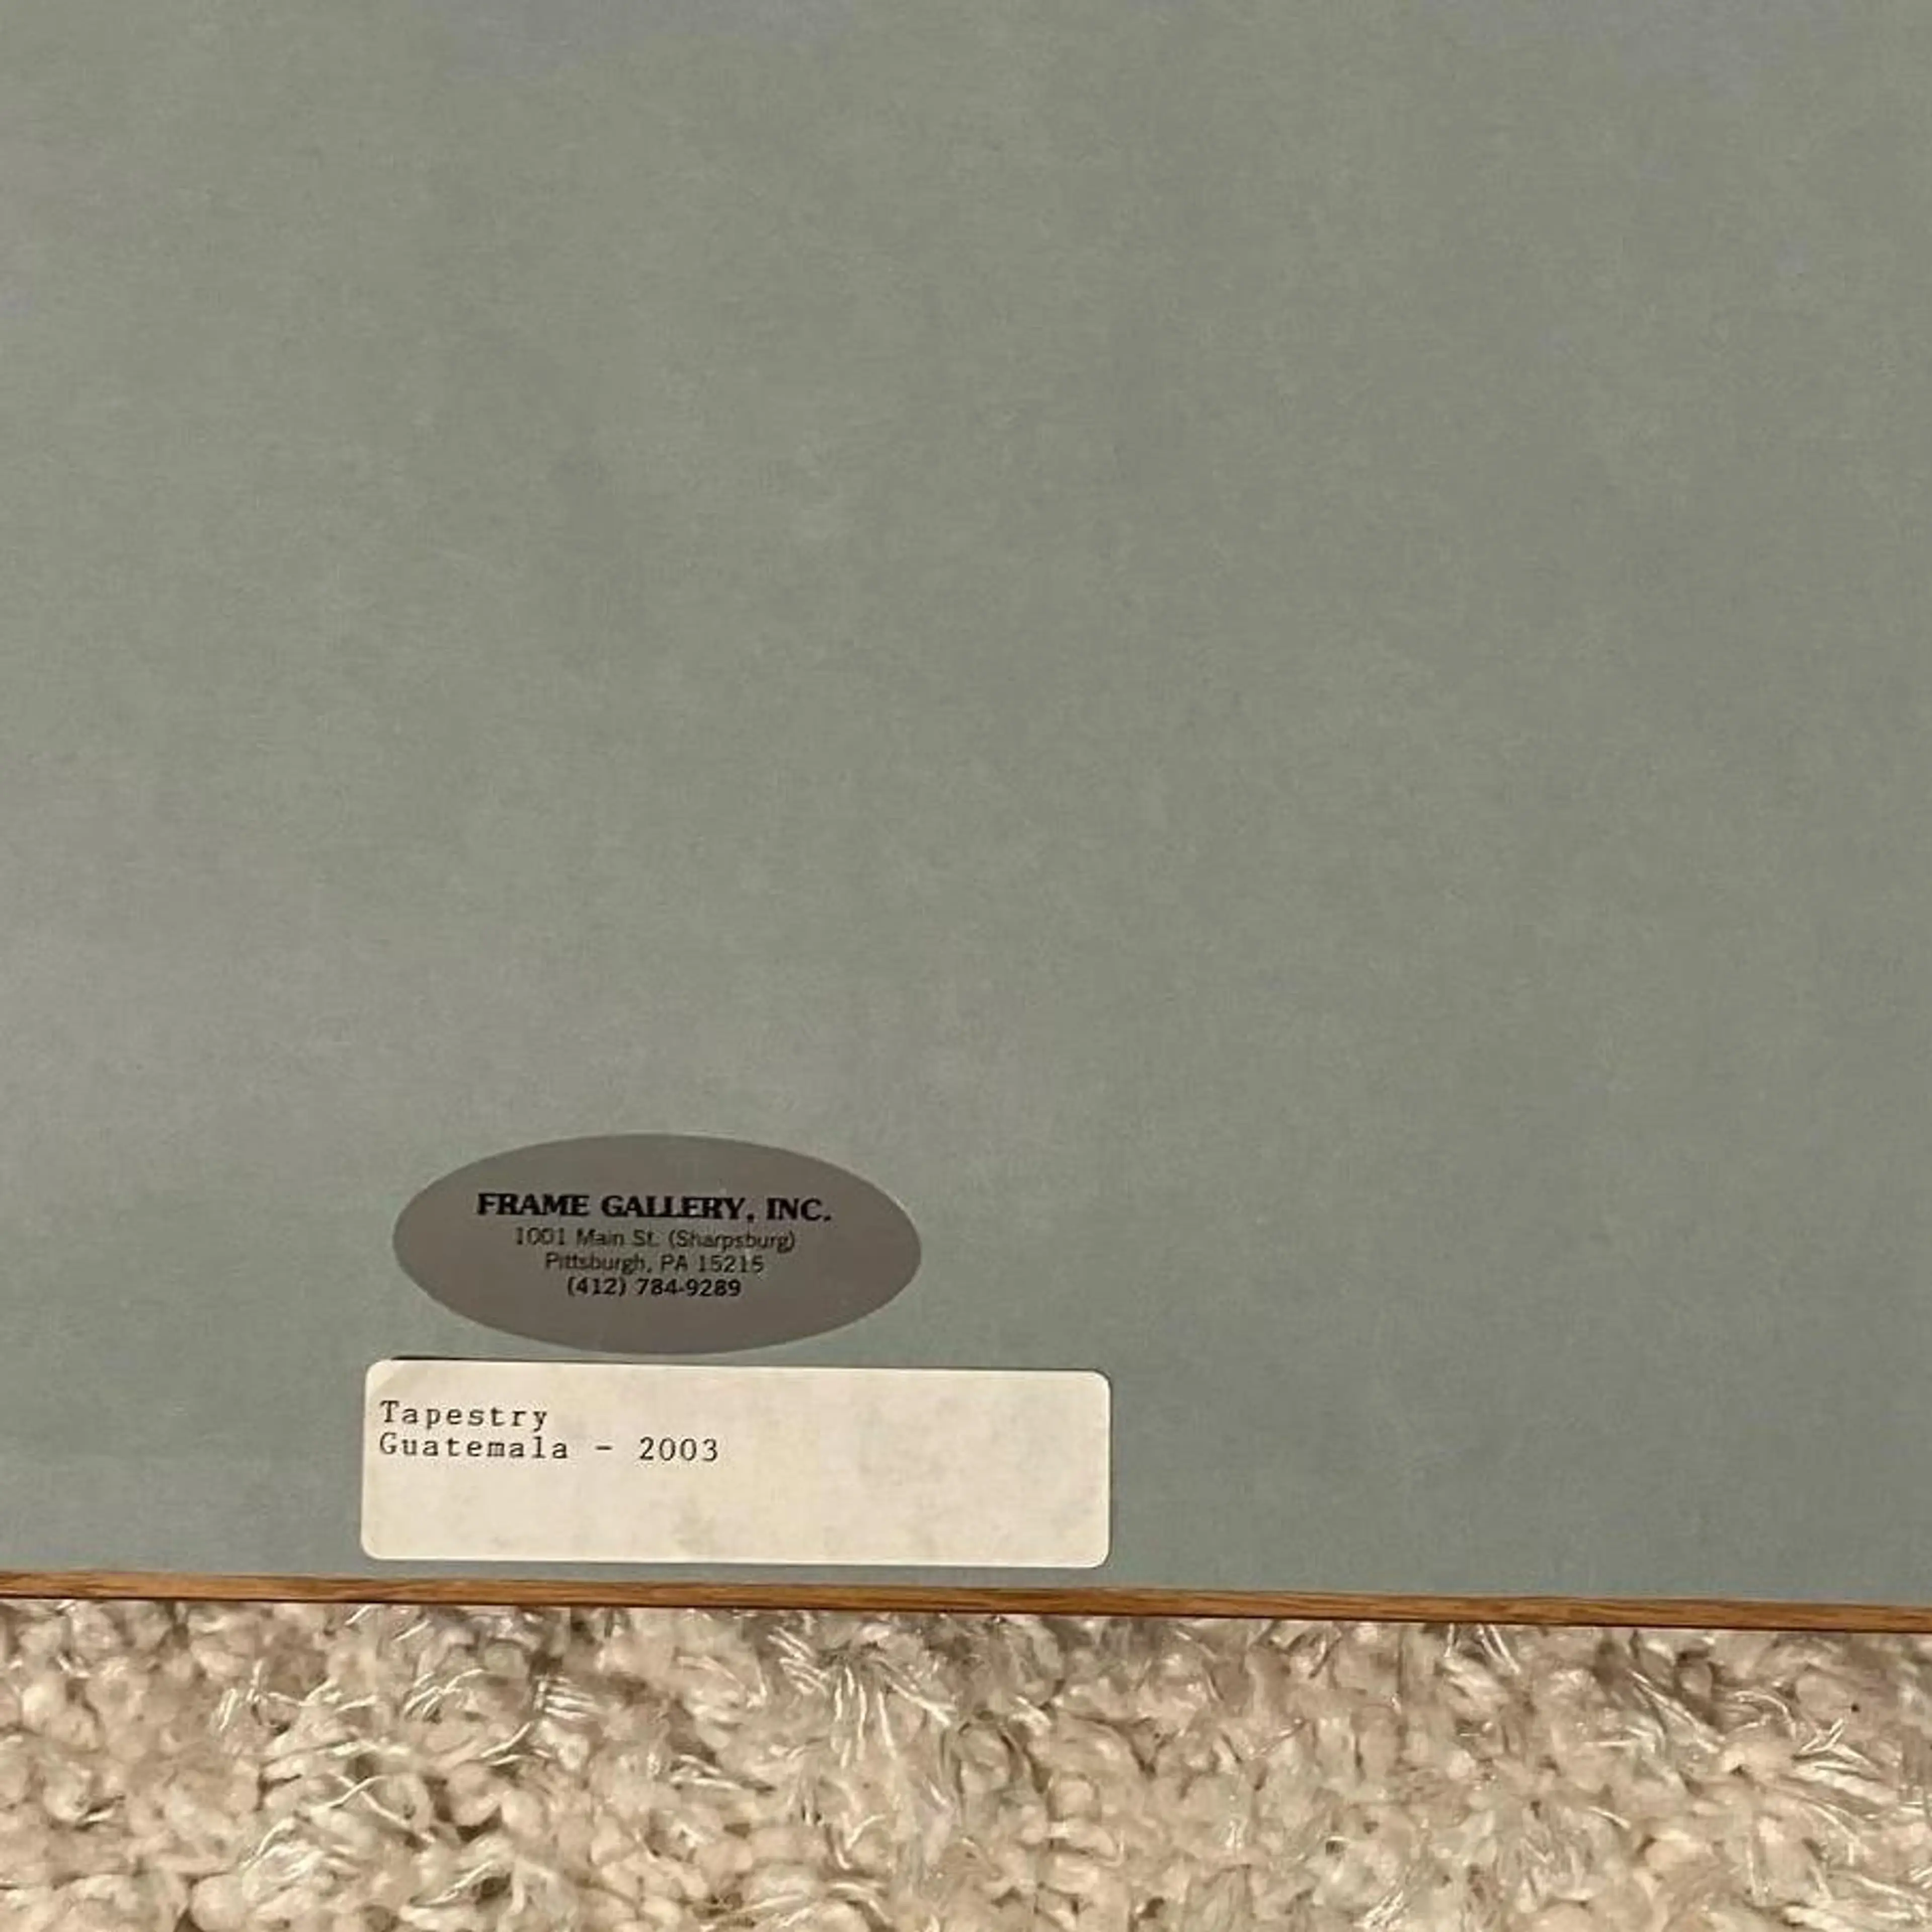 FRAME GALLERY, INC.
1001 Main St. (Sharpsburg)
Pittsburgh, PA 15215
(412) 784-9289
Tapestry
Guatemala - 2003